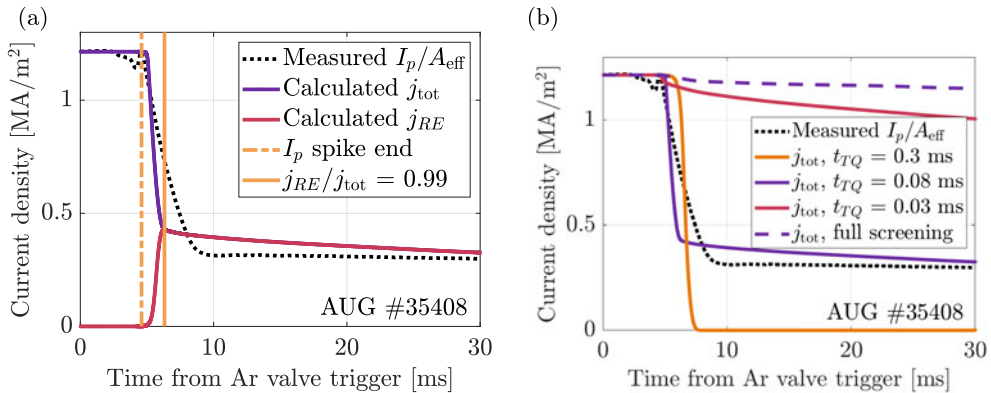 (a)
Current density [MA/m²]
1
0.5
0
Measured I_p/A_eff
Calculated j_tot
Calculated j_RE
I_p spike end
j_RE/j_tot = 0.99
AUG #35408
0 10 20 30
Time from Ar valve trigger [ms]
(b)
Current density [MA/m²]
1
0.5
0
Measured I_p/A_eff
j_tot, t_TQ = 0.3 ms
j_tot, t_TQ = 0.08 ms
j_tot, t_TQ = 0.03 ms
j_tot, full screening
AUG #35408
0 10 20 30
Time from Ar valve trigger [ms]